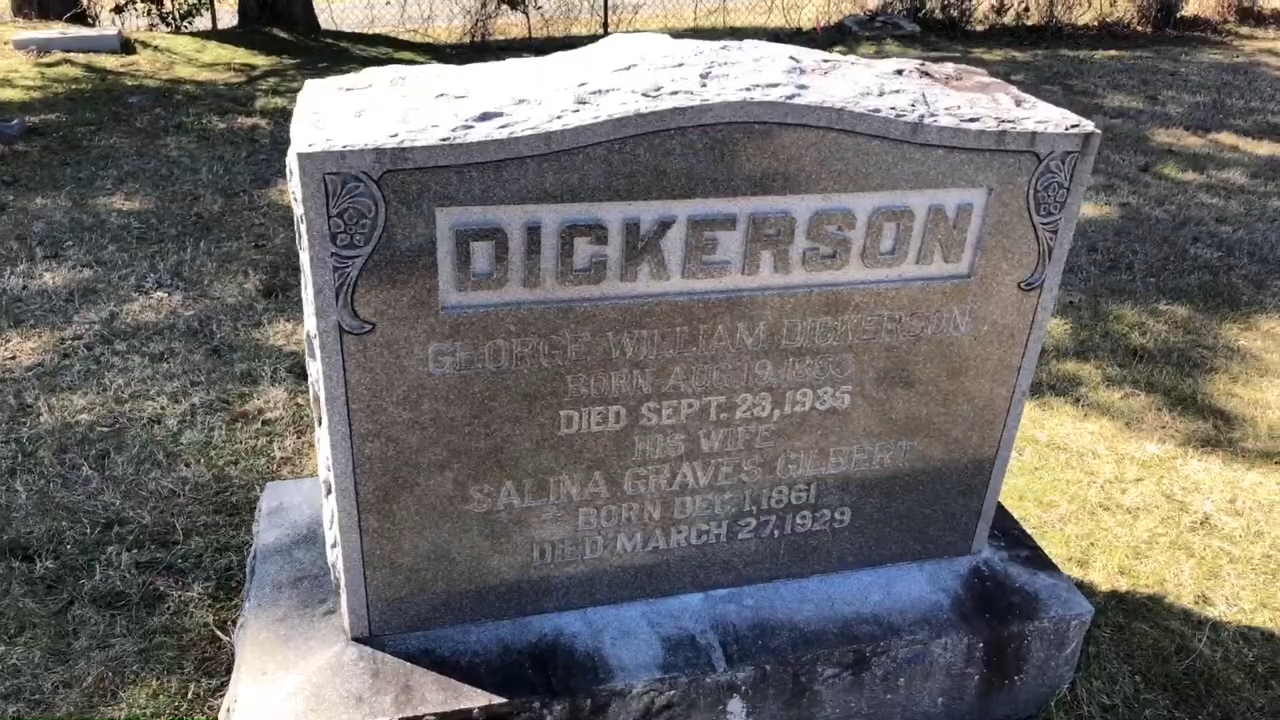 DICKERSON
GEORGE WILLIAM DICKERSON
BORN AUG. 19, 1853
DIED SEPT. 23, 1935
HIS WIFE
SALINA GRAVES GILBERT
BORN DEC. 1, 1861
DIED MARCH 27, 1929